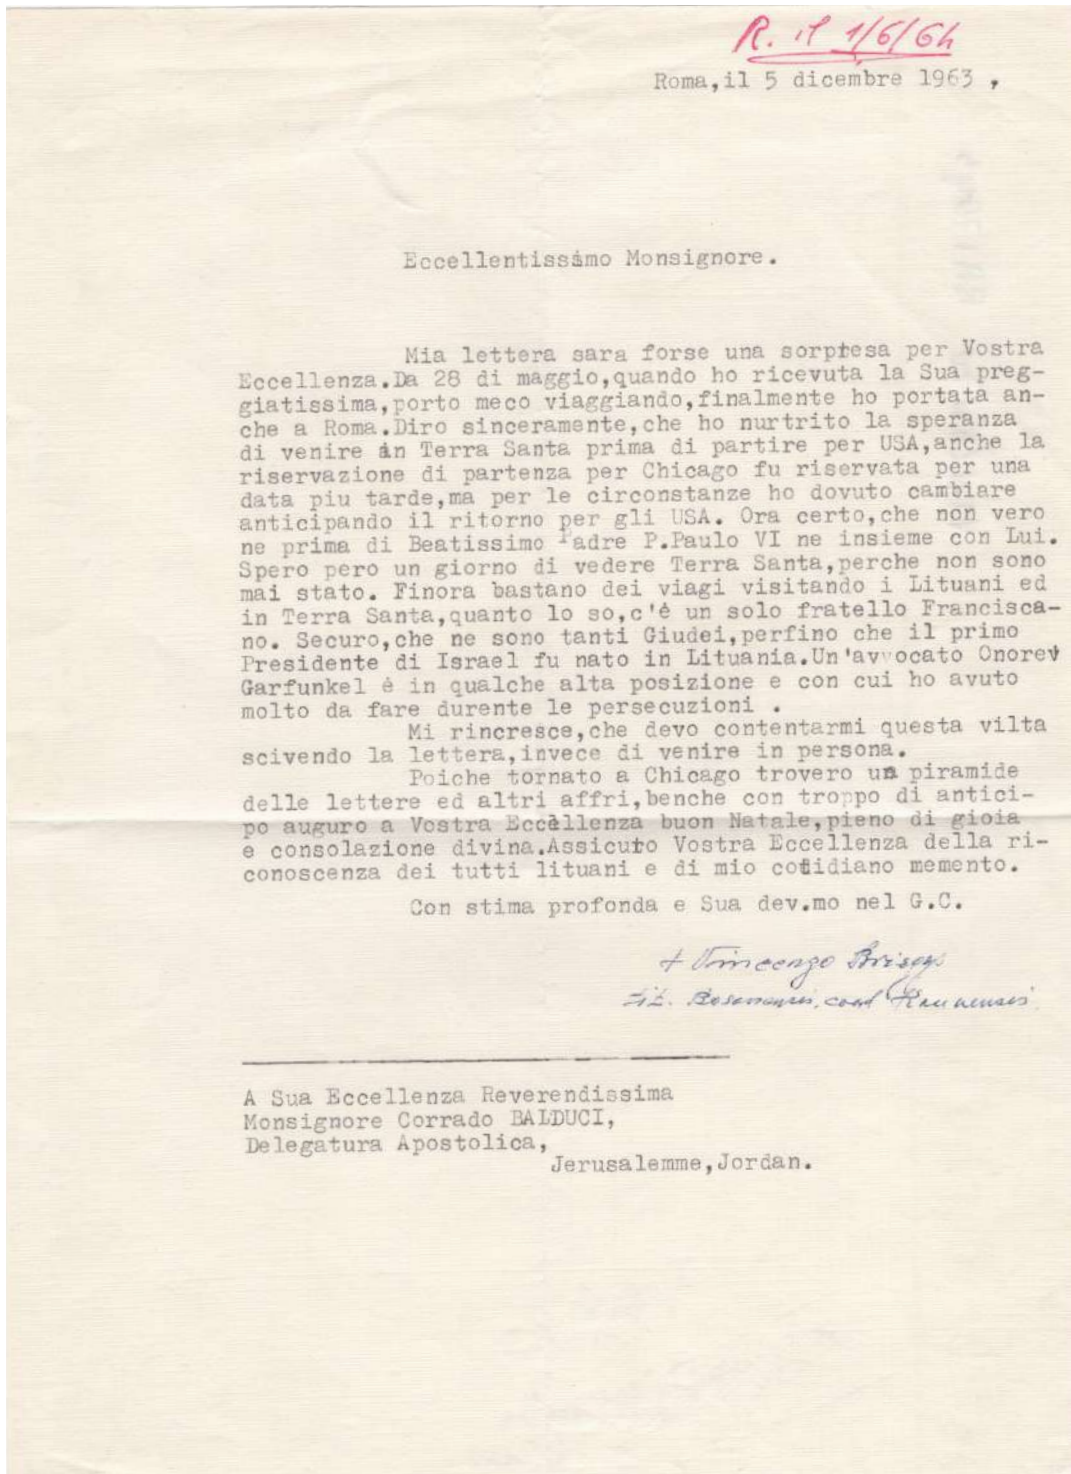 R. il 1/6/64
Roma,il 5 dicembre 1963 ,
Eccellentissimo Monsignore.
Mia lettera sara forse una sorpresa per Vostra
Eccellenza.Da 28 di maggio,quando ho ricevuta la Sua preg-
giatissima,porto meco viaggiando,finalmente ho portata an-
che a Roma.Diro sinceramente,che ho nurtrito la speranza
di venire in Terra Santa prima di partire per USA,anche la
riservazione di partenza per Chicago fu riservata per una
data piu tarde,ma per le circonstanze ho dovuto cambiare
anticipando il ritorno per gli USA. Ora certo,che non vero
ne prima di Beatissimo Padre P.Paulo VI ne insieme con Lui.
Spero pero un giorno di vedere Terra Santa,perche non sono
mai stato. Finora bastano dei viagi visitando i Lituani ed
in Terra Santa,quanto lo so,c'è un solo fratello Francisca-
no. Securo,che ne sono tanti Giudei,perfino che il primo
Presidente di Israel fu nato in Lituania.Un'avvocato Onorev
Garfunkel è in qualche alta posizione e con cui ho avuto
molto da fare durente le persecuzioni .
Mi rincresce,che devo contentarmi questa vilta
scivendo la lettera,invece di venire in persona.
Poiche tornato a Chicago trovero un piramide
delle lettere ed altri affri,benche con troppo di antici-
po auguro a Vostra Eccellenza buon Natale,pieno di gioia
e consolazione divina.Assicuro Vostra Eccellenza della ri-
conoscenza dei tutti lituani e di mio cotidiano memento.
Con stima profonda e Sua dev.mo nel G.C.
+ Vincenzo Brisgys
tit. Bosanensis, coad Kaunensis.
A Sua Eccellenza Reverendissima
Monsignore Corrado BALDUCI,
Delegatura Apostolica,
Jerusalemme,Jordan.